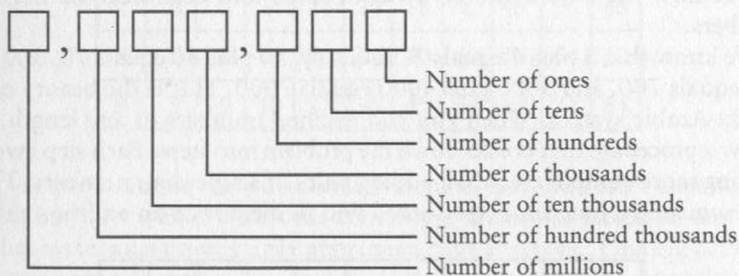 Number of ones
Number of tens
Number of hundreds
Number of thousands
Number of ten thousands
Number of hundred thousands
Number of millions